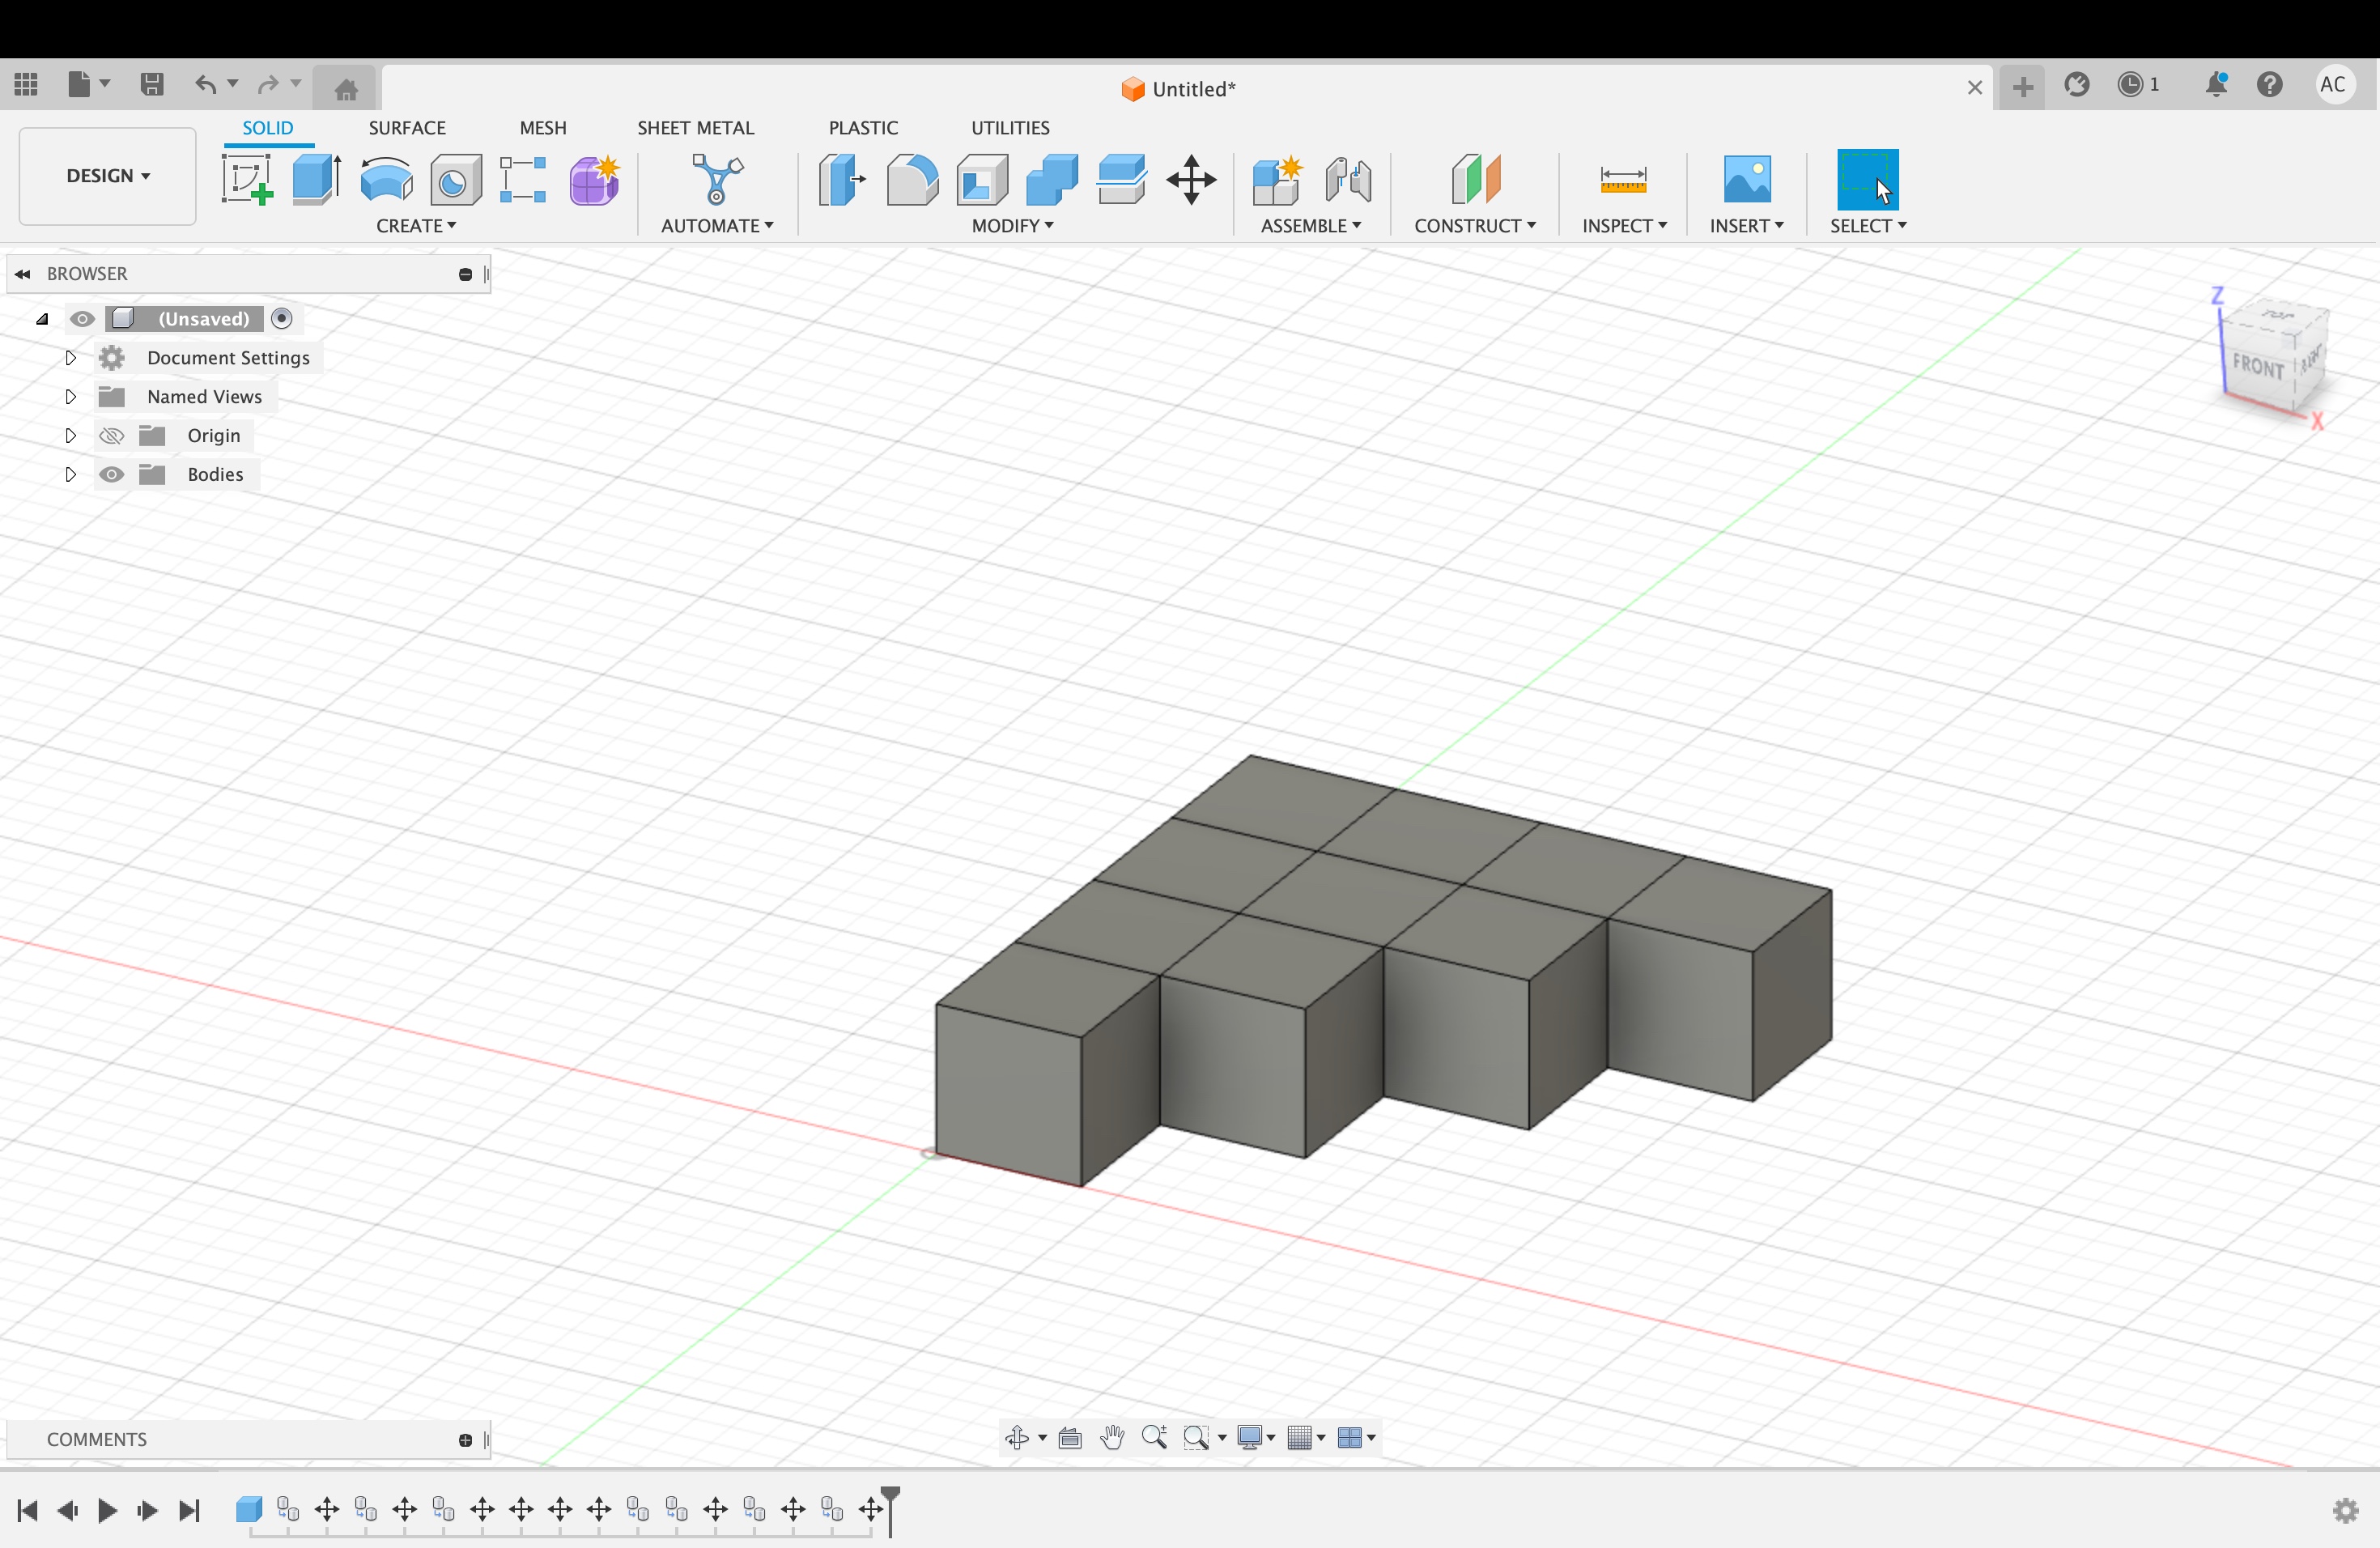 Untitled*
1
AC
SOLID SURFACE MESH SHEET METAL PLASTIC UTILITIES
DESIGN
CREATE AUTOMATE MODIFY ASSEMBLE CONSTRUCT INSPECT INSERT SELECT
BROWSER
(Unsaved)
Document Settings
Named Views
Origin
Bodies
Z
TOP
FRONT RIGHT
X
COMMENTS